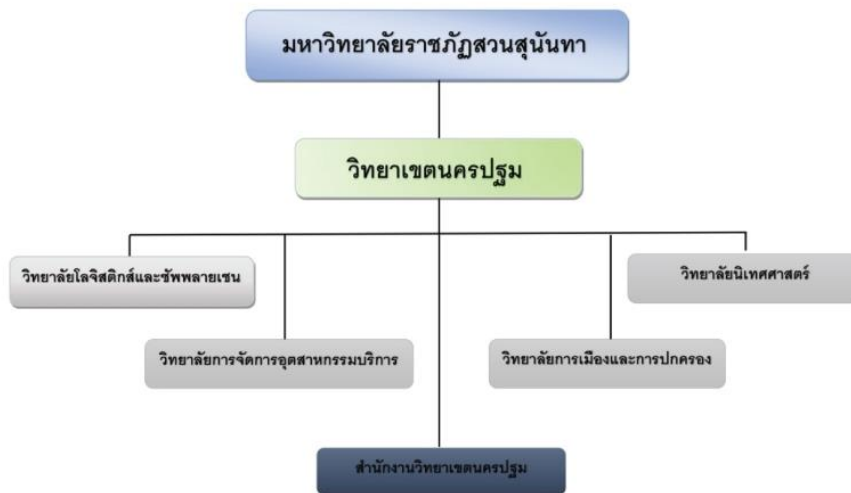 มหาวิทยาลัยราชภัฏสวนสุนันทา
วิทยาเขตนครปฐม
วิทยาลัยโลจิสติกส์และซัพพลายเชน
วิทยาลัยนิเทศศาสตร์
วิทยาลัยการจัดการอุตสาหกรรมบริการ
วิทยาลัยการเมืองและการปกครอง
สำนักงานวิทยาเขตนครปฐม